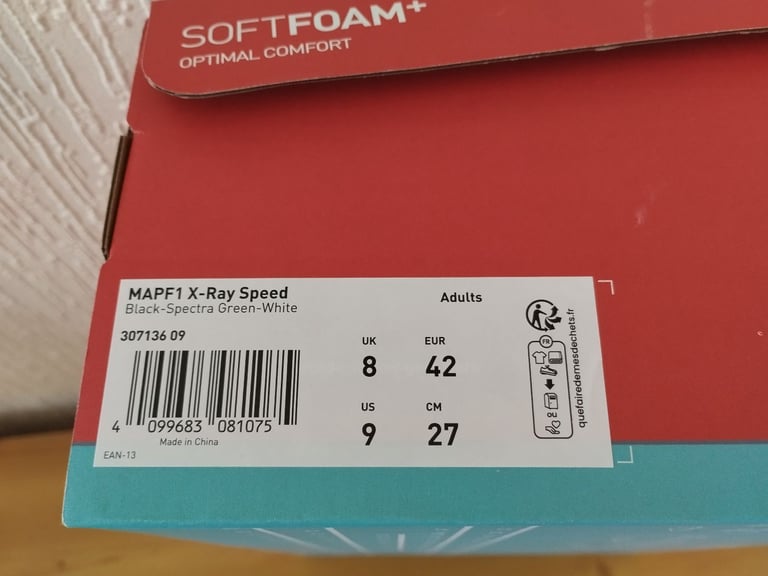 SOFTFOAM+
OPTIMAL COMFORT
MAPF1 X-Ray Speed
Black-Spectra Green-White
Adults
307136 09
UK
EUR
8
42
US
CM
9
27
4 099683 081075
Made in China
EAN-13
FR
quefairedemesdechets.fr